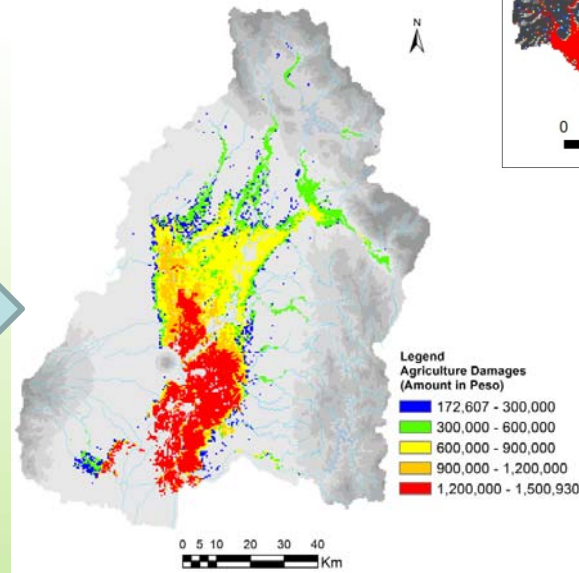 N
0
Legend
Agriculture Damages
(Amount in Peso)
172,607 - 300,000
300,000 - 600,000
600,000 - 900,000
900,000 - 1,200,000
1,200,000 - 1,500,930
0 5 10 20 30 40
Km